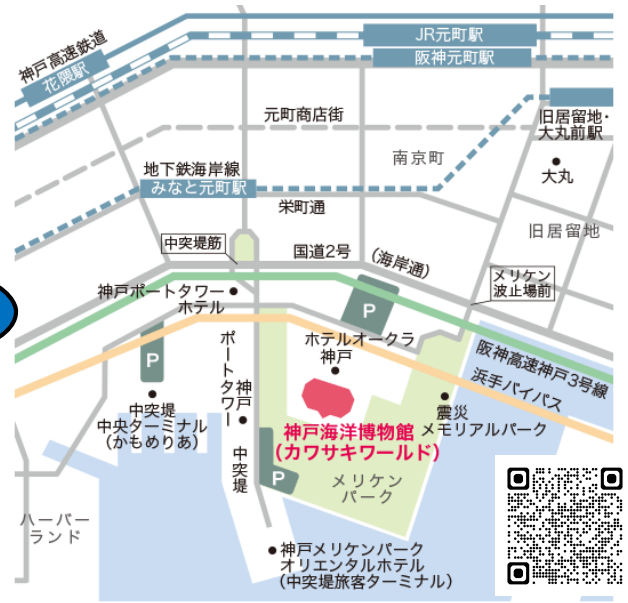 JR元町駅
神戸高速鉄道
花隈駅
阪神元町駅
元町商店街
旧居留地・
大丸前駅
南京町
大丸
地下鉄海岸線
みなと元町駅
栄町通
旧居留地
中突堤筋
国道2号
(海岸通)
メリケン
波止場前
神戸ポートタワー
ホテル
P
ホテルオークラ
神戸
阪神高速神戸3号線
浜手バイパス
P
神戸
ポートタワー
中突堤
中央ターミナル
(かもめりあ)
震災
メモリアルパーク
神戸海洋博物館
(カワサキワールド)
中突堤
P
メリケン
パーク
ハーバー
ランド
神戸メリケンパーク
オリエンタルホテル
(中突堤旅客ターミナル)